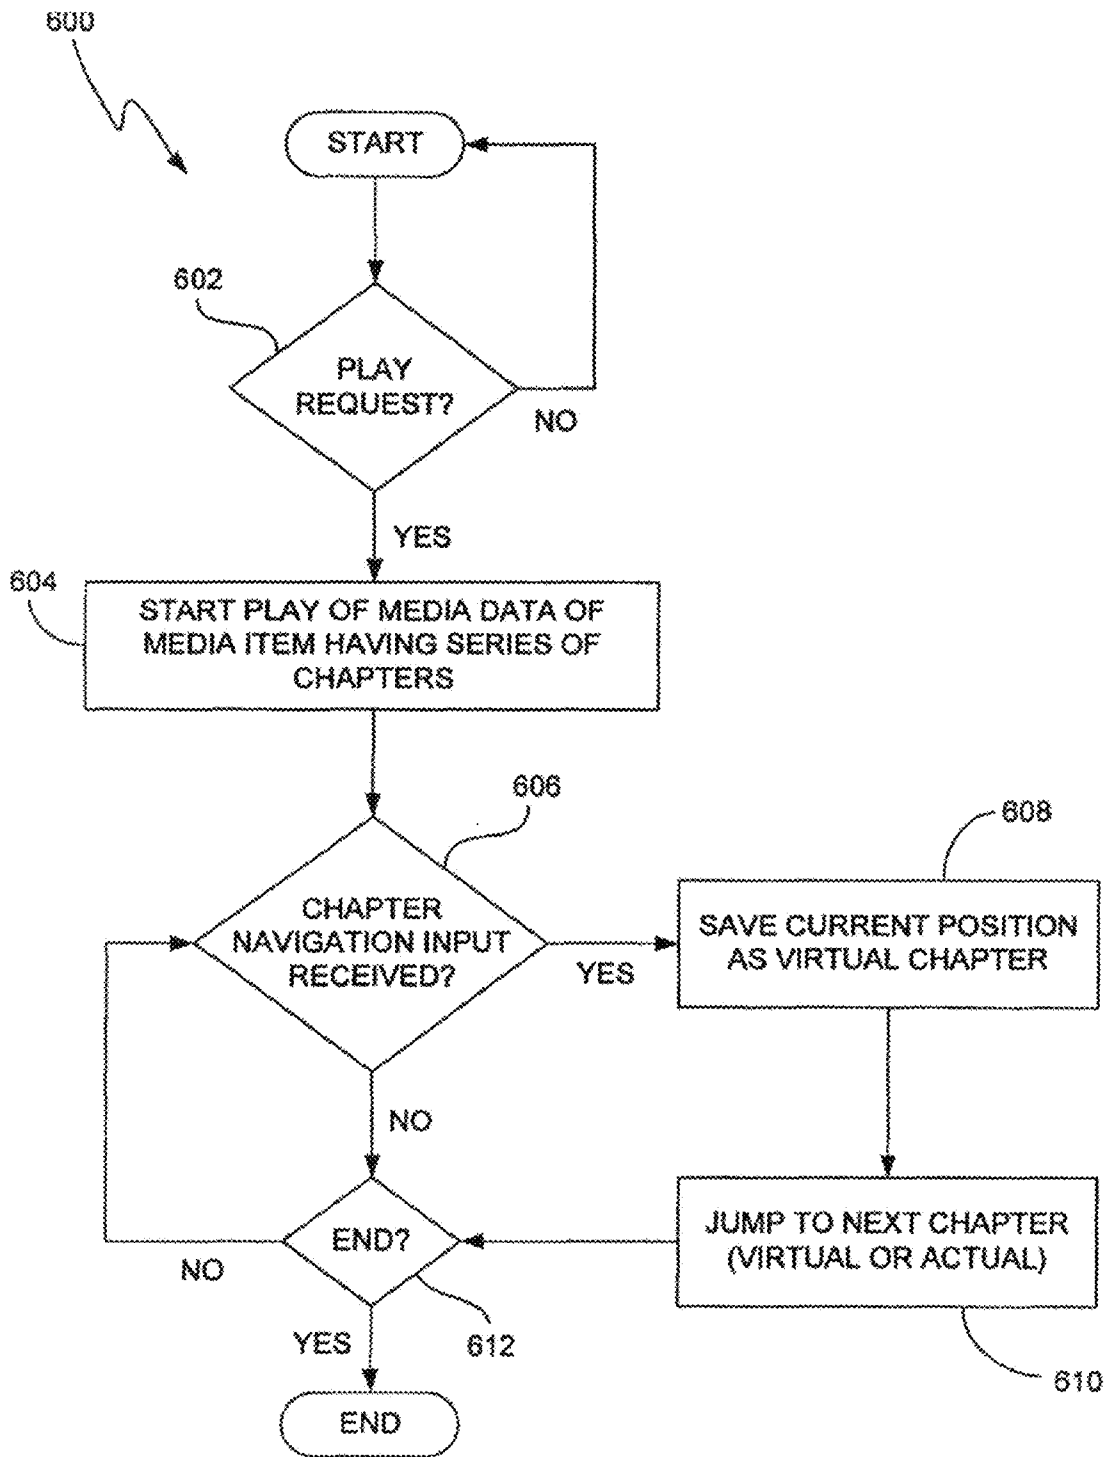 600
START
602
PLAY
REQUEST?
NO
YES
604
START PLAY OF MEDIA DATA OF
MEDIA ITEM HAVING SERIES OF
CHAPTERS
606
608
CHAPTER
NAVIGATION INPUT
RECEIVED?
YES
SAVE CURRENT POSITION
AS VIRTUAL CHAPTER
NO
END?
NO
JUMP TO NEXT CHAPTER
(VIRTUAL OR ACTUAL)
YES
612
610
END